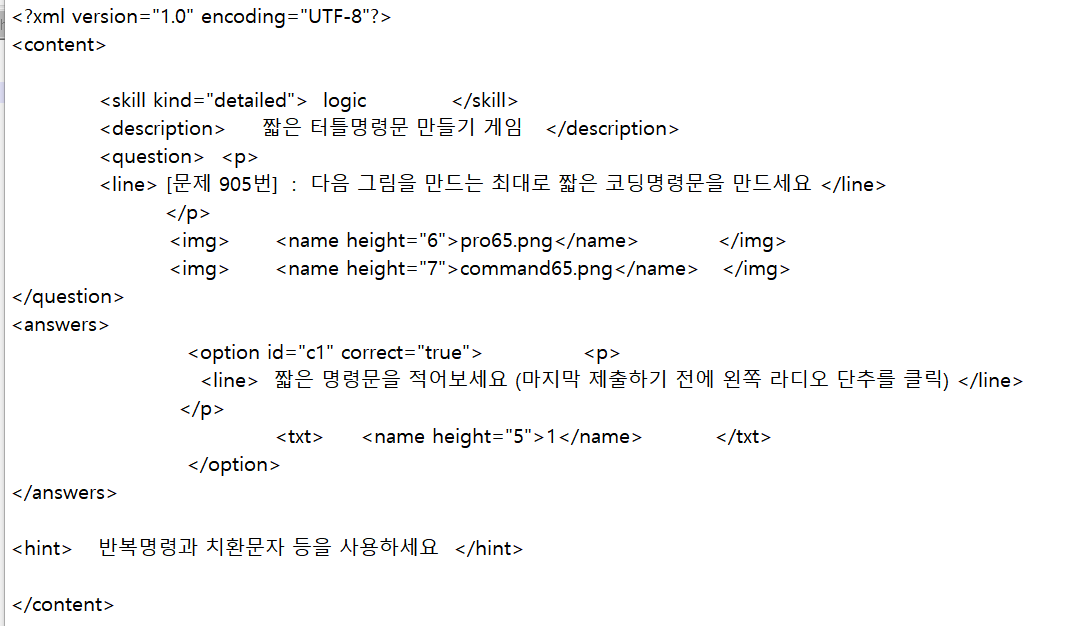 <?xml version="1.0" encoding="UTF-8"?>
<content>
<skill kind="detailed"> logic </skill>
<description> 짧은 터틀명령문 만들기 게임 </description>
<question> <p>
<line> [문제 905번] : 다음 그림을 만드는 최대로 짧은 코딩명령문을 만드세요 </line>
</p>
<img> <name height="6">pro65.png</name> </img>
<img> <name height="7">command65.png</name> </img>
</question>
<answers>
<option id="c1" correct="true"> <p>
<line> 짧은 명령문을 적어보세요 (마지막 제출하기 전에 왼쪽 라디오 단추를 클릭) </line>
</p>
<txt> <name height="5">1</name> </txt>
</option>
</answers>
<hint> 반복명령과 치환문자 등을 사용하세요 </hint>
</content>